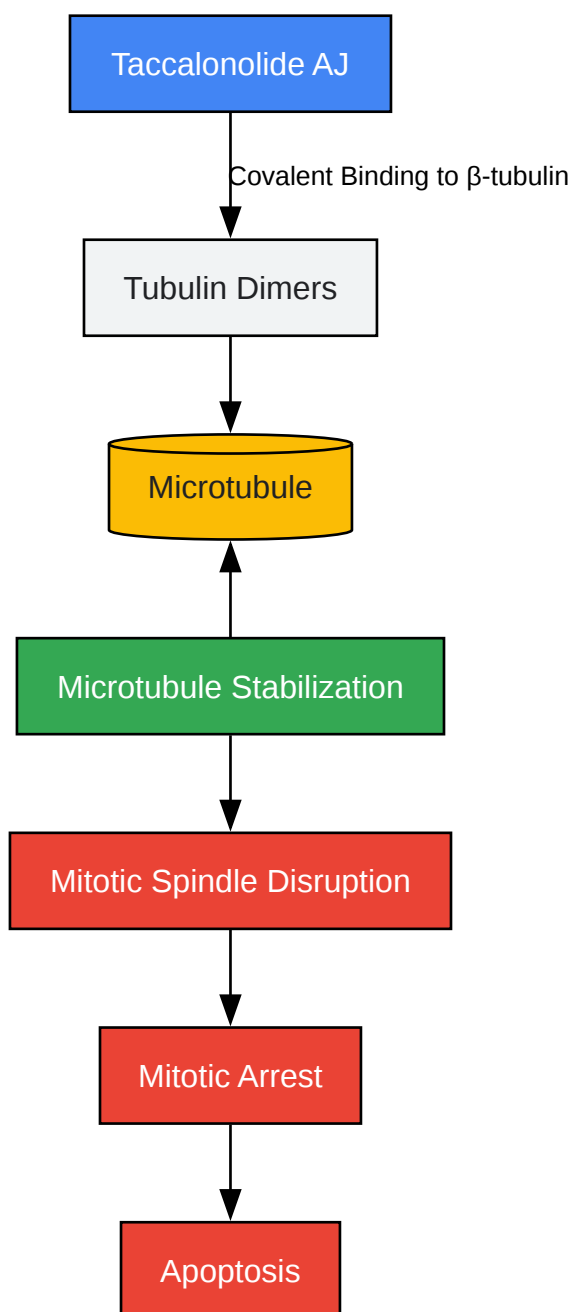 Taccalonolide AJ
Covalent Binding to β-tubulin
Tubulin Dimers
Microtubule
Microtubule Stabilization
Mitotic Spindle Disruption
Mitotic Arrest
Apoptosis